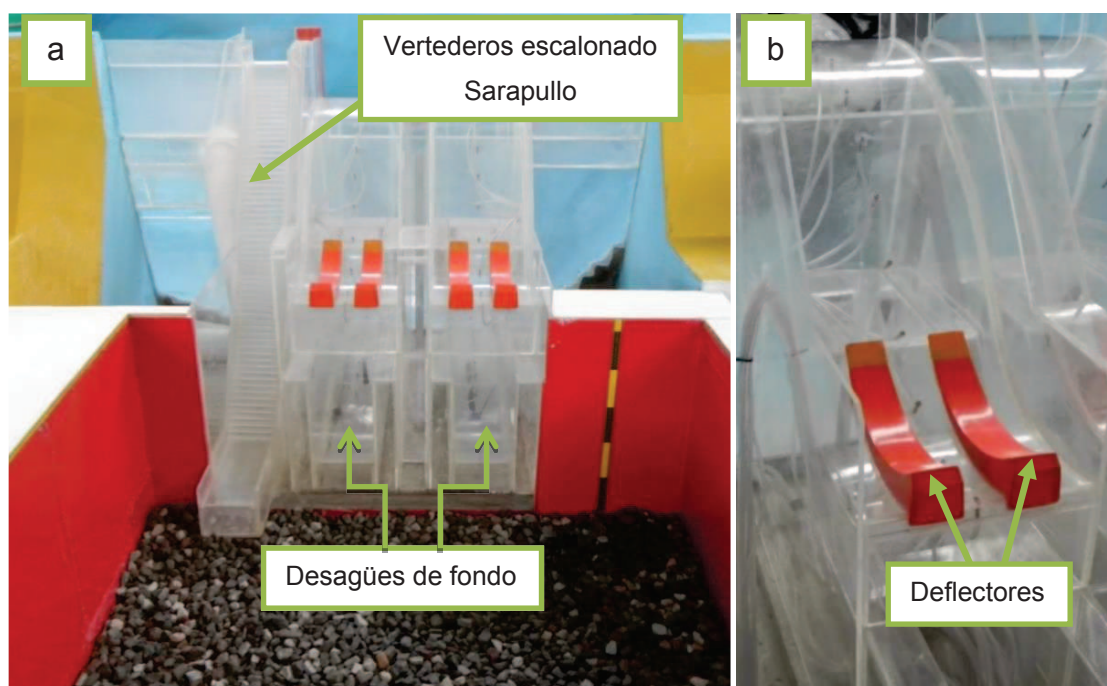 a
Vertederos escalonado
Sarapullo
Desagües de fondo
b
Deflectores